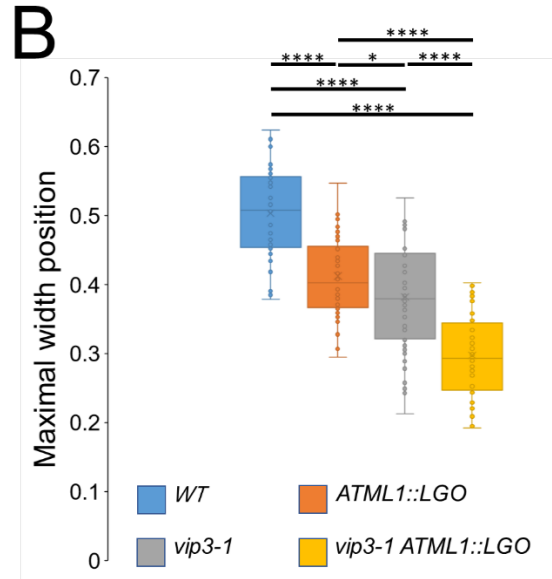 B
****
**** * ****
****
****
Maximal width position
0.7
0.6
0.5
0.4
0.3
0.2
0.1
0
WT ATML1::LGO
vip3-1 vip3-1 ATML1::LGO